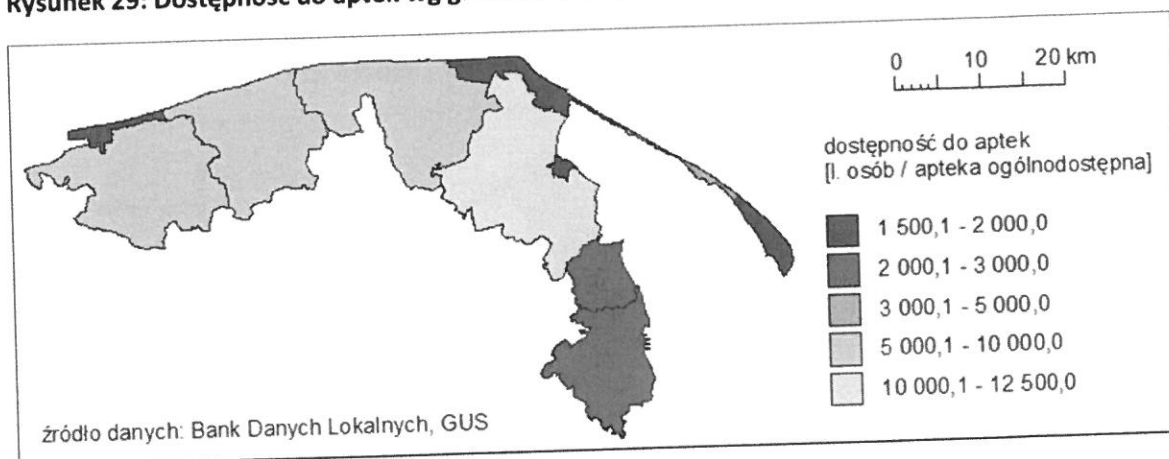 Rysunek 29: Dostępność do aptek wg
0 10 20 km
dostępność do aptek
[l. osób / apteka ogólnodostępna]
1 500,1 - 2 000,0
2 000,1 - 3 000,0
3 000,1 - 5 000,0
5 000,1 - 10 000,0
10 000,1 - 12 500,0
źródło danych: Bank Danych Lokalnych, GUS